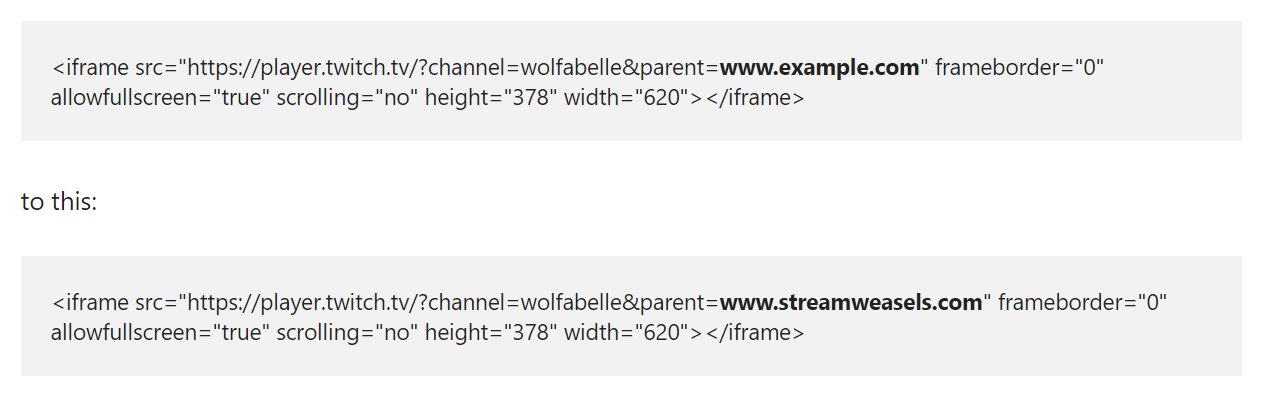 <iframe src="https://player.twitch.tv/?channel=wolfabelle&parent=www.example.com" frameborder="0"
allowfullscreen="true" scrolling="no" height="378" width="620"></iframe>
to this:
<iframe src="https://player.twitch.tv/?channel=wolfabelle&parent=www.streamweasels.com" frameborder="0"
allowfullscreen="true" scrolling="no" height="378" width="620"></iframe>